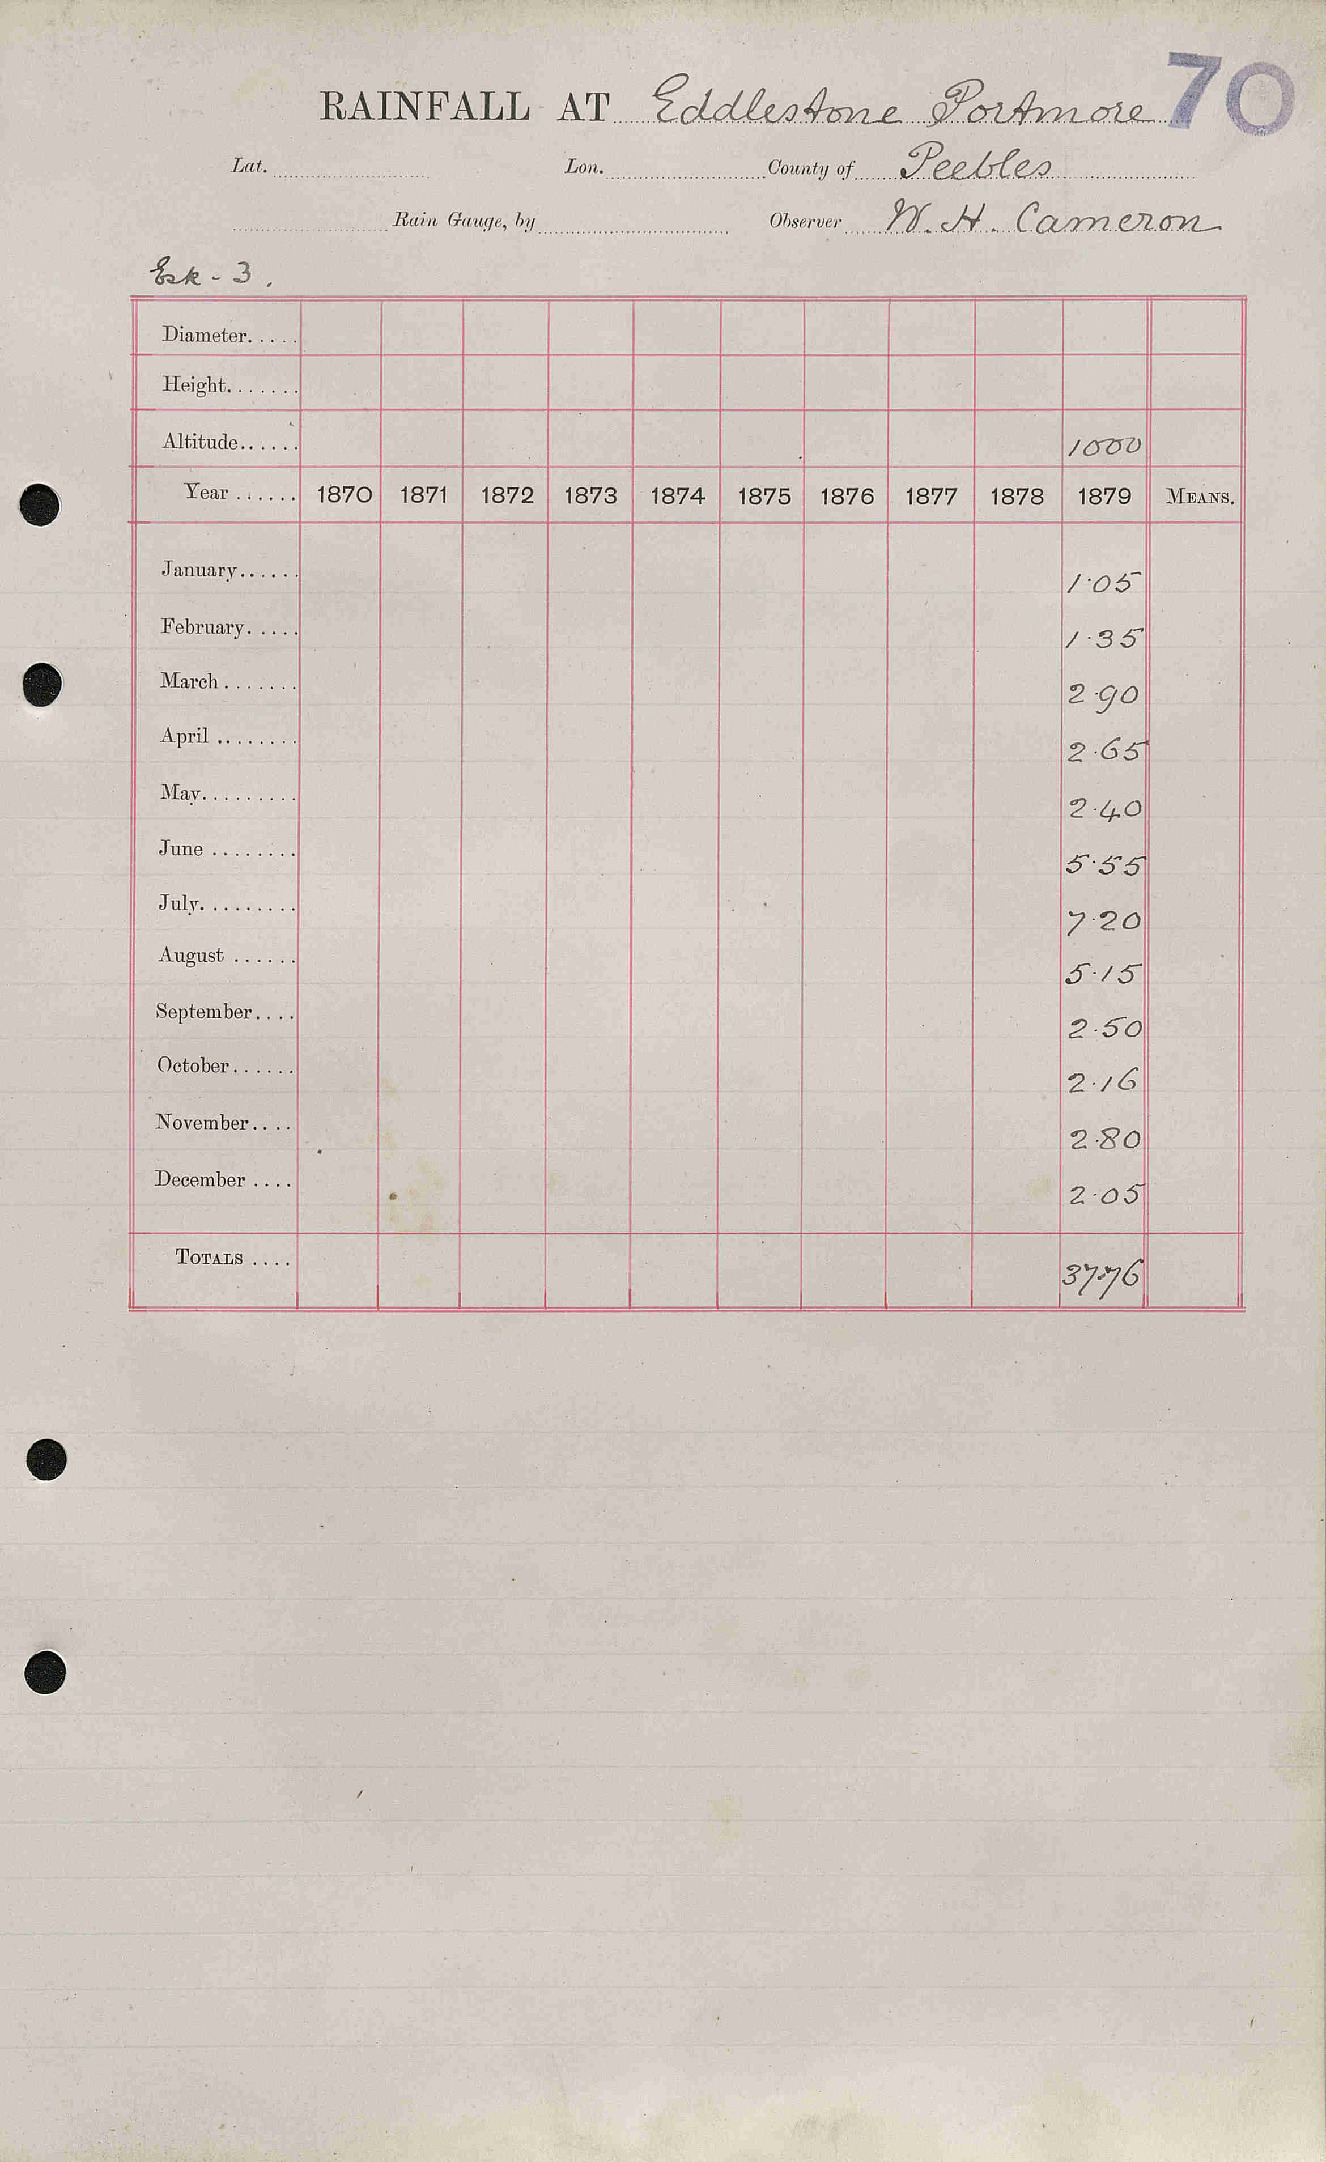 70
RAINFALL AT Eddlestone Portmore
Lat. Lon. County of Peebles
Rain Gauge, by Observer W. H. Cameron
Esk - 3.
Diameter.....
Height.......
Altitude...... 1000
Year ...... 1870 1871 1872 1873 1874 1875 1876 1877 1878 1879 MEANS.
January...... 1.05
February..... 1.35
March ....... 2.90
April ........ 2.65
May......... 2.40
June ........ 5.55
July......... 7.20
August ...... 5.15
September.... 2.50
October...... 2.16
November.... 2.80
December .... 2.05
TOTALS .... 37.76